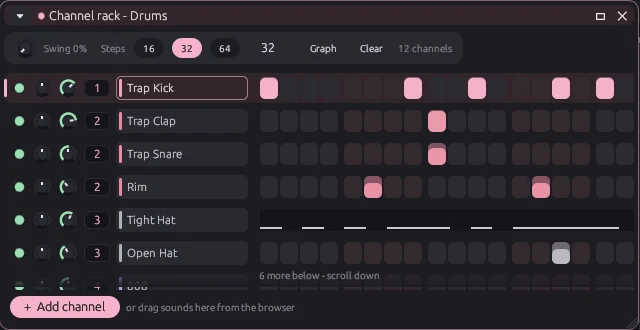 Channel rack - Drums
Swing 0% Steps 16 32 64 32 Graph Clear 12 channels
1 Trap Kick
2 Trap Clap
2 Trap Snare
2 Rim
3 Tight Hat
3 Open Hat
6 more below - scroll down
4 808
+ Add channel or drag sounds here from the browser